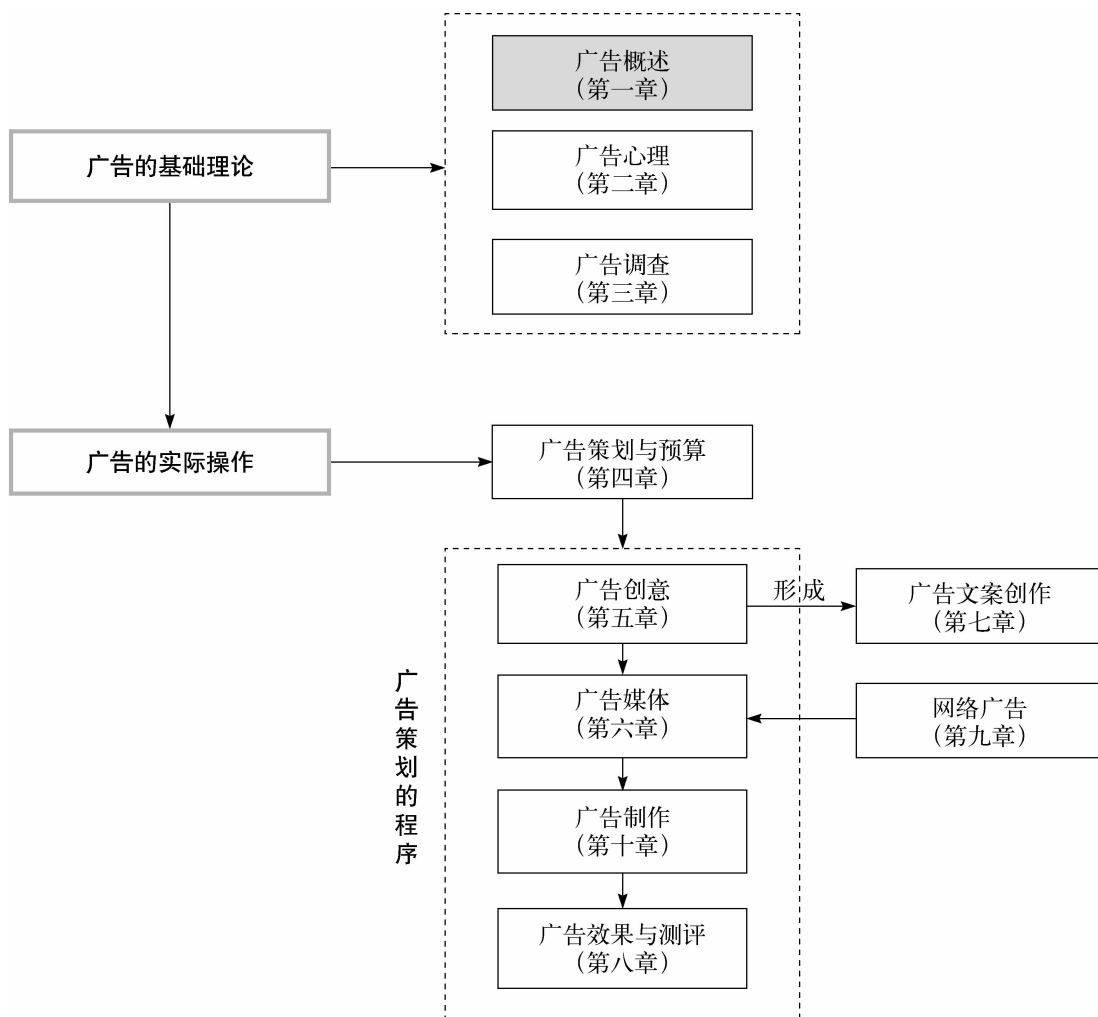 广告概述
（第一章）
广告的基础理论
广告心理
（第二章）
广告调查
（第三章）
广告的实际操作
广告策划与预算
（第四章）
广告策划的程序
广告创意
（第五章）
形成
广告文案创作
（第七章）
广告媒体
（第六章）
网络广告
（第九章）
广告制作
（第十章）
广告效果与测评
（第八章）